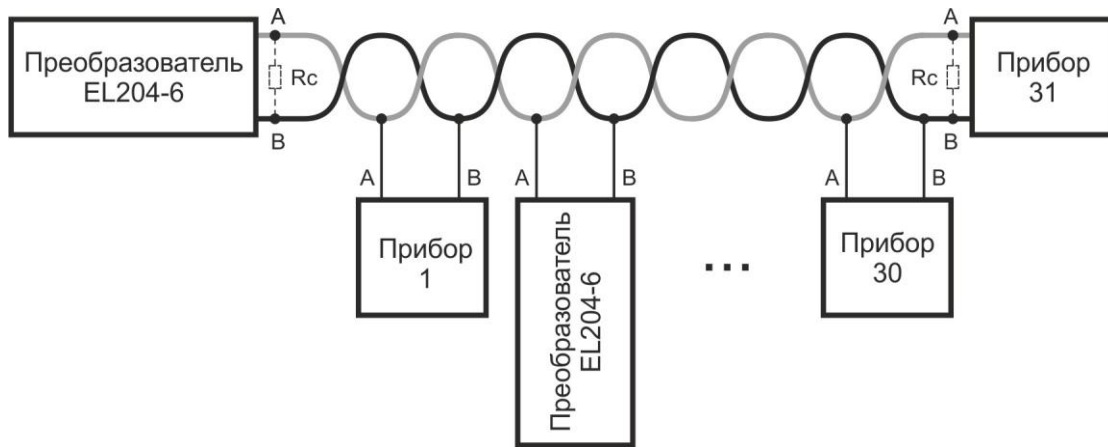 A
A
Преобразователь
EL204-6
Rc
Rc
Прибор
31
B
B
A
B
A
B
A
B
Прибор
1
Преобразователь
EL204-6
...
Прибор
30